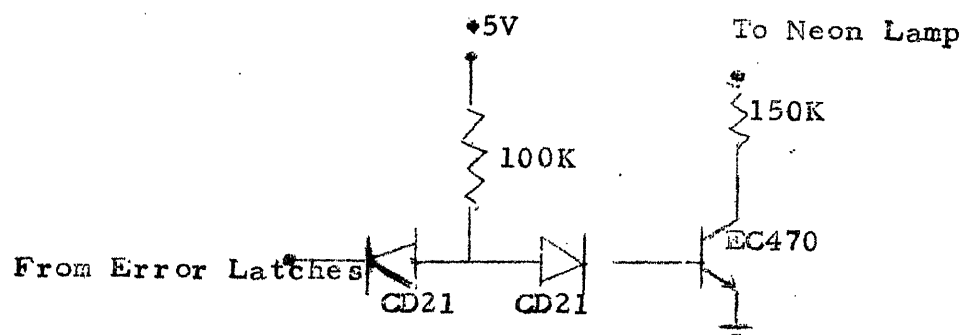 +5V
To Neon Lamp
150K
100K
EC470
From Error Latches
CD21
CD21